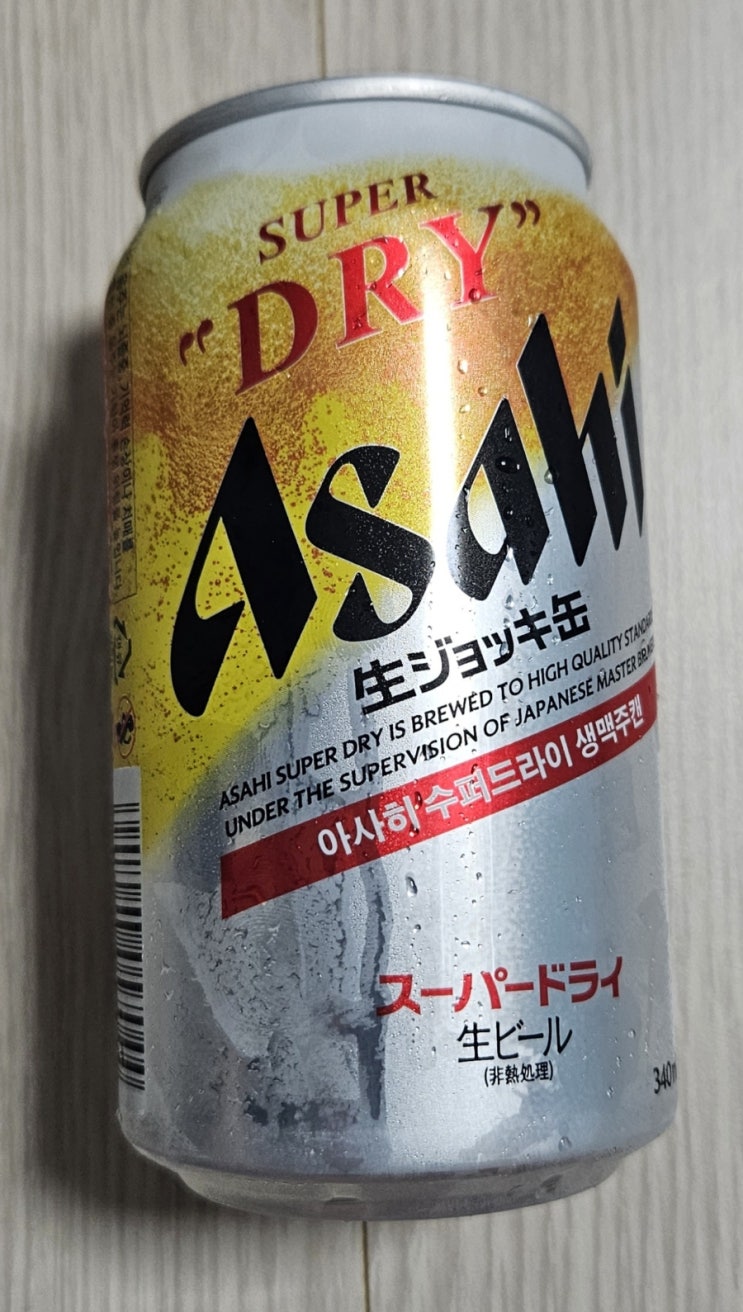 SUPER
"DRY"
Asahi
生ジョッキ缶
ASAHI SUPER DRY IS BREWED TO HIGH QUALITY
UNDER THE SUPERVISION OF JAPANESE MASTER
아사히 수퍼드라이 생맥주캔
スーパードライ
生ビール
(非熱処理)